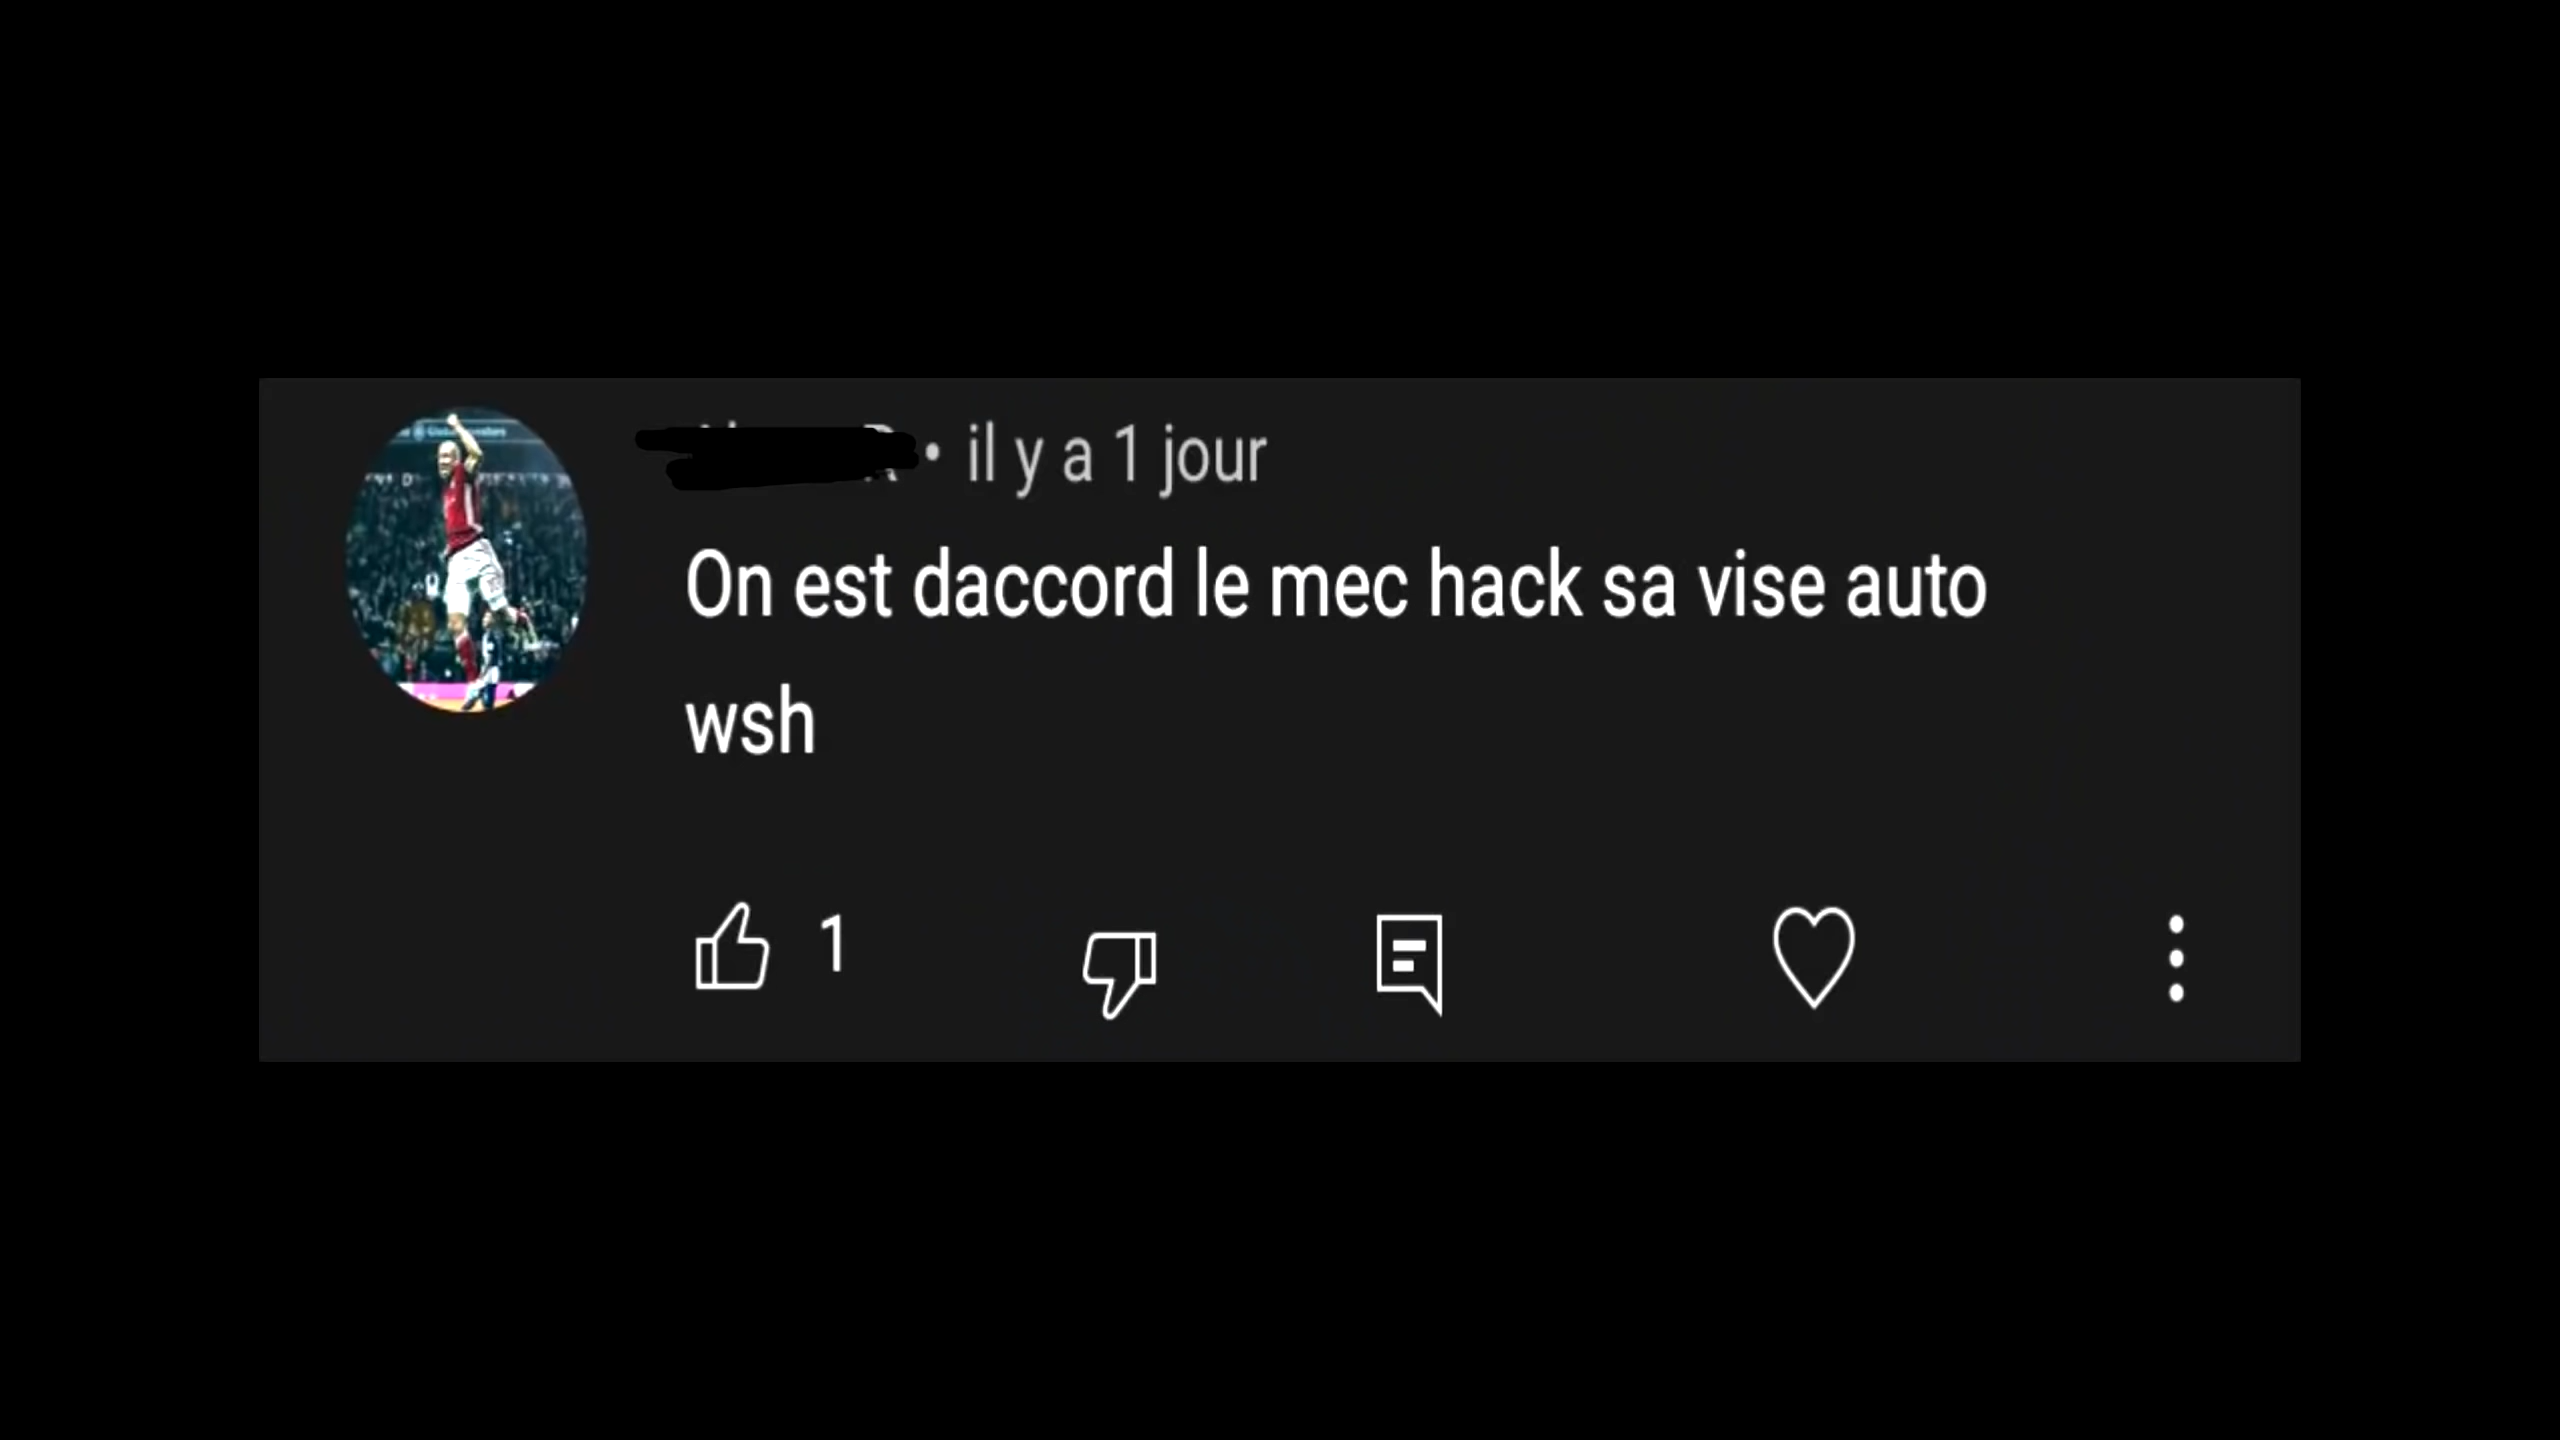 • il y a 1 jour
On est daccord le mec hack sa vise auto
wsh
1